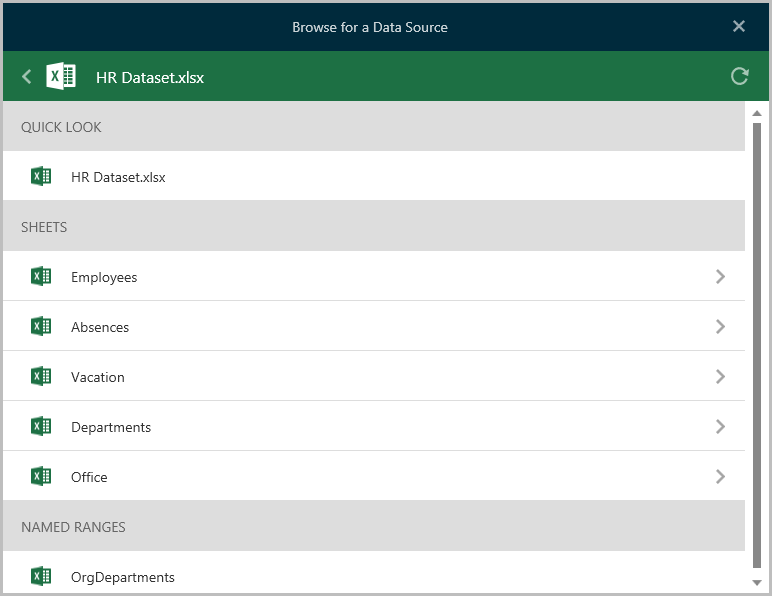 Browse for a Data Source
HR Dataset.xlsx
QUICK LOOK
HR Dataset.xlsx
SHEETS
Employees
Absences
Vacation
Departments
Office
NAMED RANGES
OrgDepartments